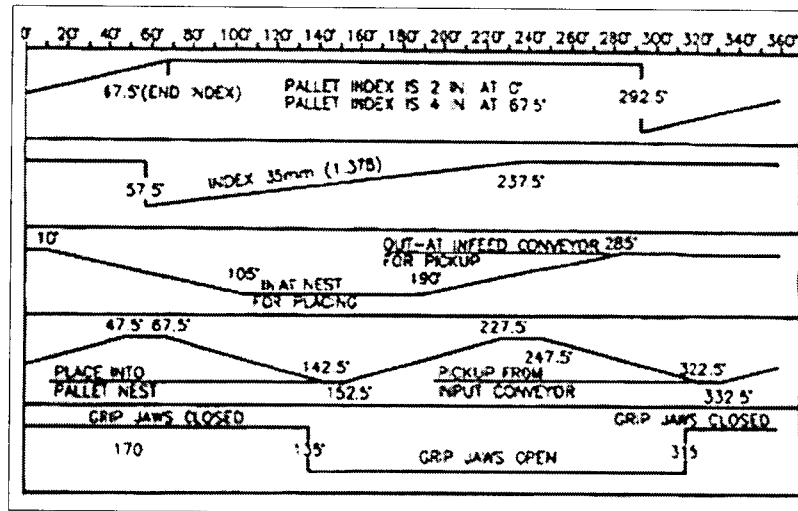 0° 20° 40° 60° 80° 100° 120° 140° 160° 180° 200° 220° 240° 260° 280° 300° 320° 340° 360°
67.5°(END INDEX)
PALLET INDEX IS 2 IN AT 0°
PALLET INDEX IS 4 IN AT 67.5°
292.5°
57.5°
INDEX 35mm (1.378)
237.5°
10°
105°
IN AT NEST
FOR PLACING
OUT-AT INFEED CONVEYOR
FOR PICKUP
190°
285°
47.5° 67.5°
PLACE INTO
PALLET NEST
142.5°
152.5°
227.5°
247.5°
PICKUP FROM
INPUT CONVEYOR
322.5°
332.5°
GRIP JAWS CLOSED
170
135°
GRIP JAWS OPEN
315
GRIP JAWS CLOSED